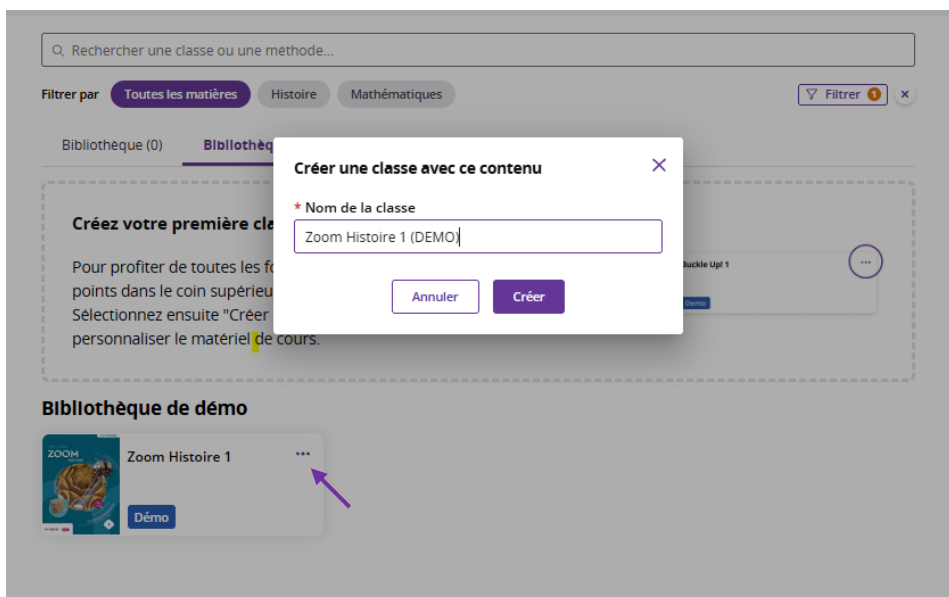 Rechercher une classe ou une méthode...
Filtrer par
Toutes les matières
Histoire
Mathématiques
Filtrer 1
Bibliothèque (0)
Bibliothèq
Créer une classe avec ce contenu
* Nom de la classe
Zoom Histoire 1 (DEMO)
Annuler
Créer
Créez votre première cla
Pour profiter de toutes les fo
points dans le coin supérieu
Sélectionnez ensuite "Créer
personnaliser le matériel de cours.
Buckle Up! 1
Demo
Bibliothèque de démo
ZOOM
Zoom Histoire 1
Démo